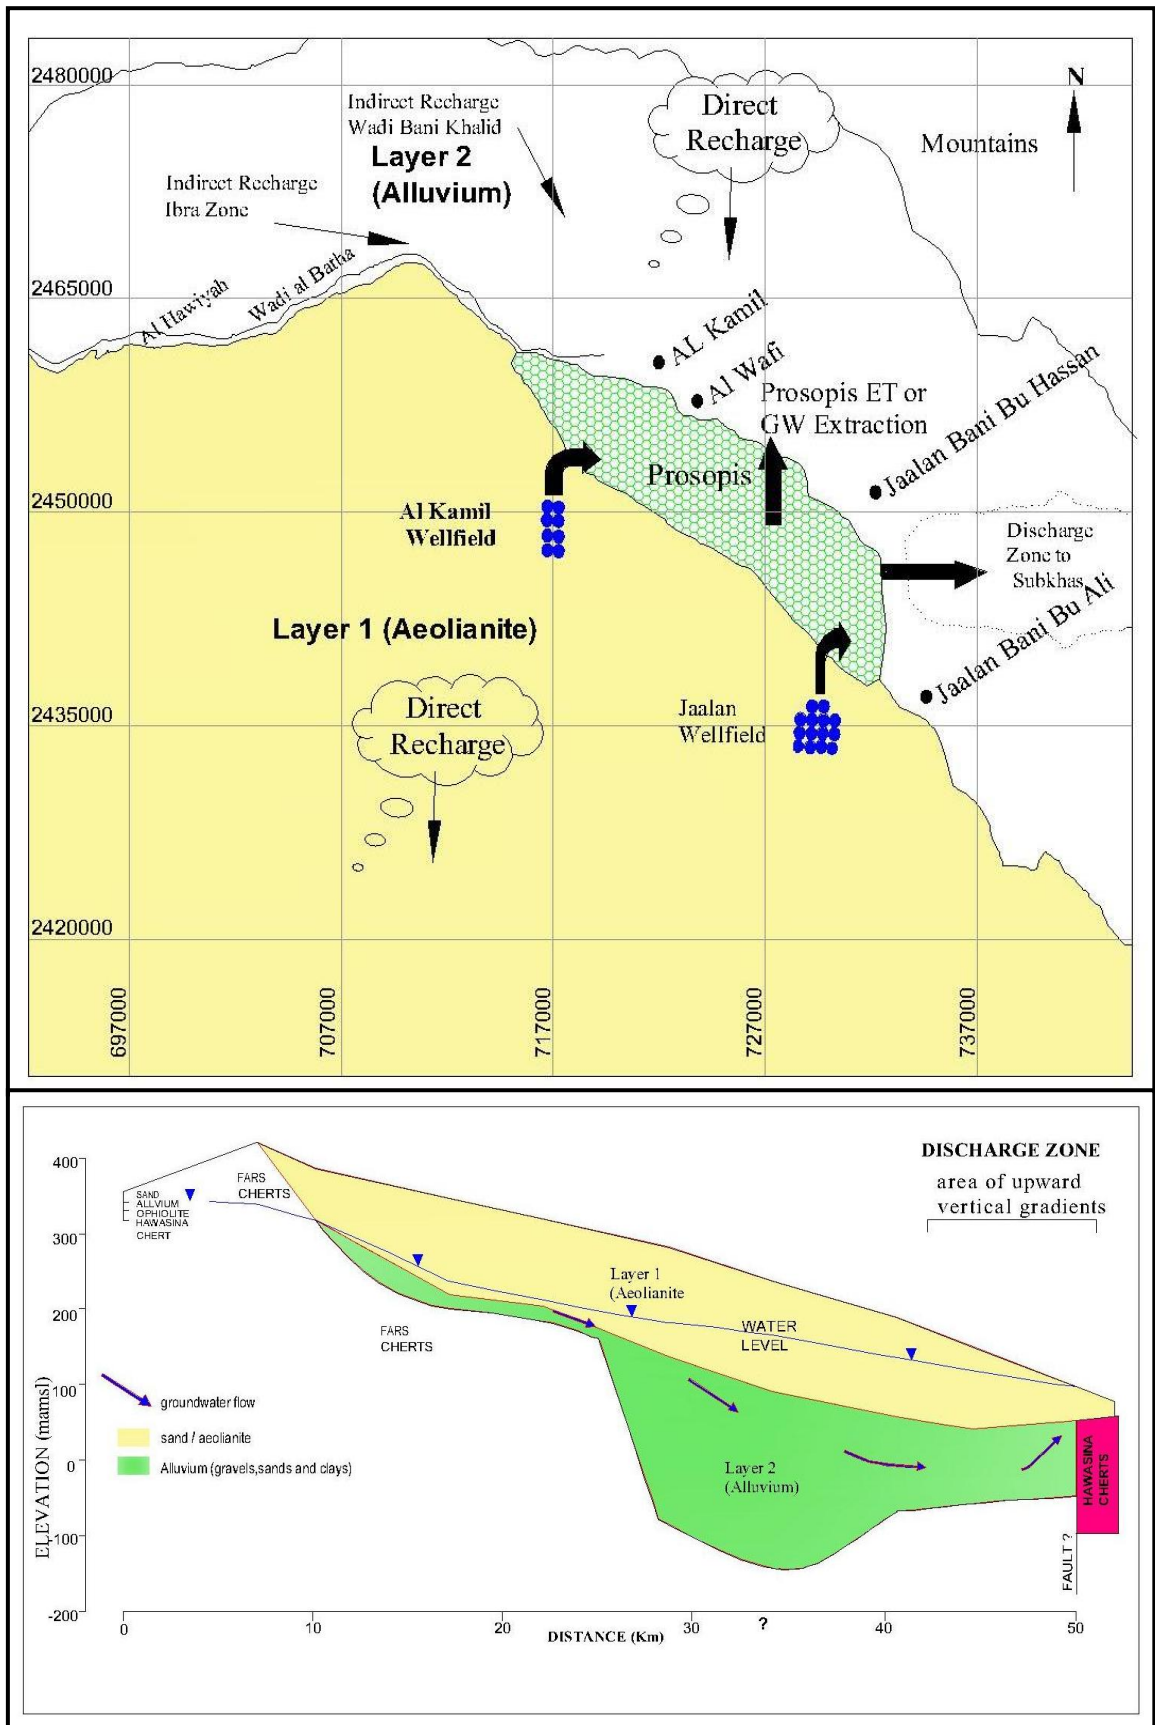 2480000
Indirect Recharge
Wadi Bani Khalid
Layer 2
(Alluvium)
Direct
Recharge
N
Mountains
Indirect Recharge
Ibra Zone
Al Hawiyah
Wadi al Batha
2465000
AL Kamil
Al Wafi
Prosopis ET or
GW Extraction
Jaalan Bani Bu Hassan
Prosopis
2450000
Al Kamil
Wellfield
Discharge
Zone to
Subkhas
Layer 1 (Aeolianite)
Jaalan Bani Bu Ali
Direct
Recharge
Jaalan
Wellfield
2435000
2420000
697000
707000
717000
727000
737000
DISCHARGE ZONE
area of upward
vertical gradients
400
300
200
100
0
-100
-200
ELEVATION (mamsl)
SAND
ALLVIUM
OPHIOLITE
HAWASINA
CHERT
FARS
CHERTS
FARS
CHERTS
Layer 1
(Aeolianite
WATER
LEVEL
groundwater flow
sand / aeolianite
Alluvium (gravels,sands and clays)
Layer 2
(Alluvium)
HAWASINA
CHERTS
FAULT ?
0
10
20
30
?
40
50
DISTANCE (Km)